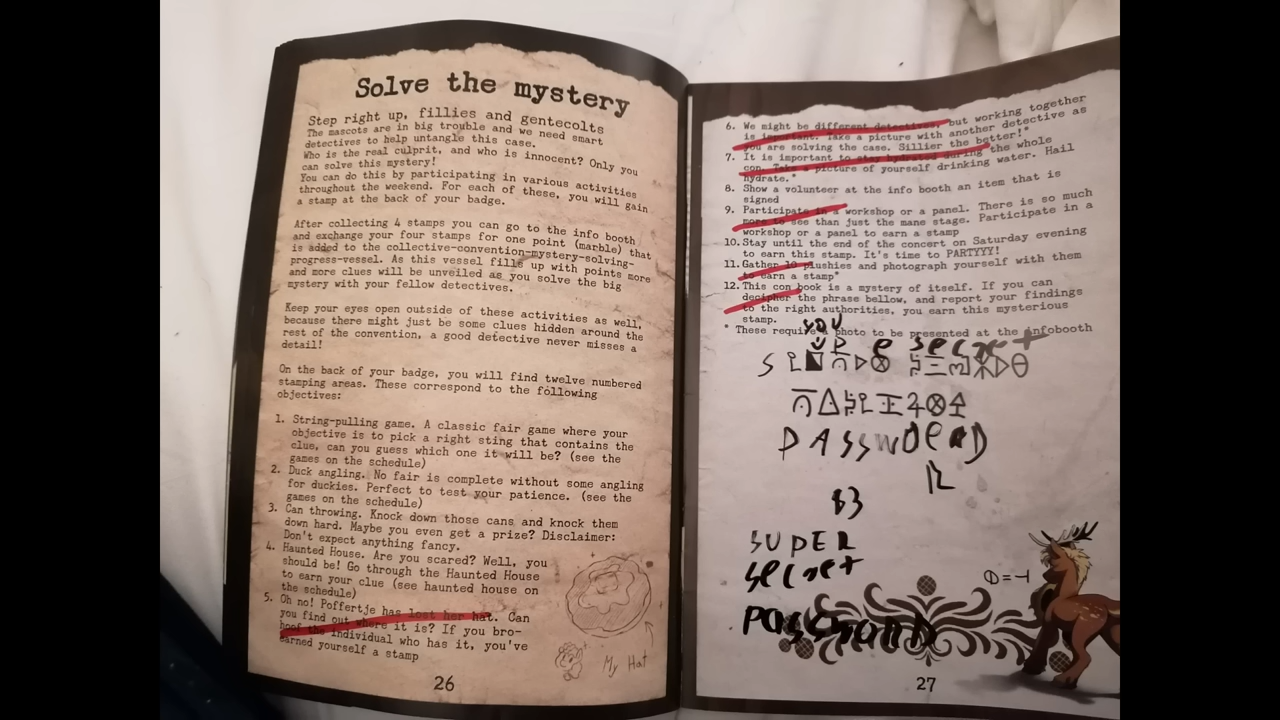 Solve the mystery
Step right up, fillies and gentecolts
The mascots are in big trouble and we need smart
detectives to help untangle this case.
Who is the real culprit, and who is innocent? Only you
can solve this mystery!
You can do this by participating in various activities
throughout the weekend. For each of these, you will gain
a stamp at the back of your badge.
After collecting 4 stamps you can go to the info booth
and exchange your four stamps for one point (marble) that
is added to the collective-convention-mystery-solving-
progress-vessel. As this vessel fills up with points more
and more clues will be unveiled as you solve the big
mystery with your fellow detectives.
Keep your eyes open outside of these activities as well,
because there might just be some clues hidden around the
rest of the convention, a good detective never misses a
detail!
On the back of your badge, you will find twelve numbered
stamping areas. These correspond to the following
objectives:
1. String-pulling game. A classic fair game where your
objective is to pick a right sting that contains the
clue, can you guess which one it will be? (see the
games on the schedule)
2. Duck angling. No fair is complete without some angling
for duckies. Perfect to test your patience. (see the
games on the schedule)
3. Can throwing. Knock down those cans and knock them
down hard. Maybe you even get a prize? Disclaimer:
Don't expect anything fancy.
4. Haunted House. Are you scared? Well, you
should be! Go through the Haunted House
to earn your clue (see haunted house on
the schedule)
5. Oh no! Poffertje has lost her hat. Can
you find out where it is? If you bro-
hoof the individual who has it, you've
earned yourself a stamp
My Hat
26
6. We might be different detectives, but working together
is important. Take a picture with another detective as
you are solving the case. Sillier the better!*
7. It is important to stay hydrated during the whole
con. Take a picture of yourself drinking water. Hail
hydrate.*
8. Show a volunteer at the info booth an item that is
signed
9. Participate in a workshop or a panel. There is so much
more to see than just the mane stage. Participate in a
workshop or a panel to earn a stamp
10. Stay until the end of the concert on Saturday evening
to earn this stamp. It's time to PARTYYY!
11. Gather 10 plushies and photograph yourself with them
to earn a stamp*
12. This con book is a mystery of itself. If you can
decipher the phrase bellow, and report your findings
to the right authorities, you earn this mysterious
stamp.
* These require a photo to be presented at the infobooth
you
secret
PASSWOERD
R
SUPER
secret
password
27